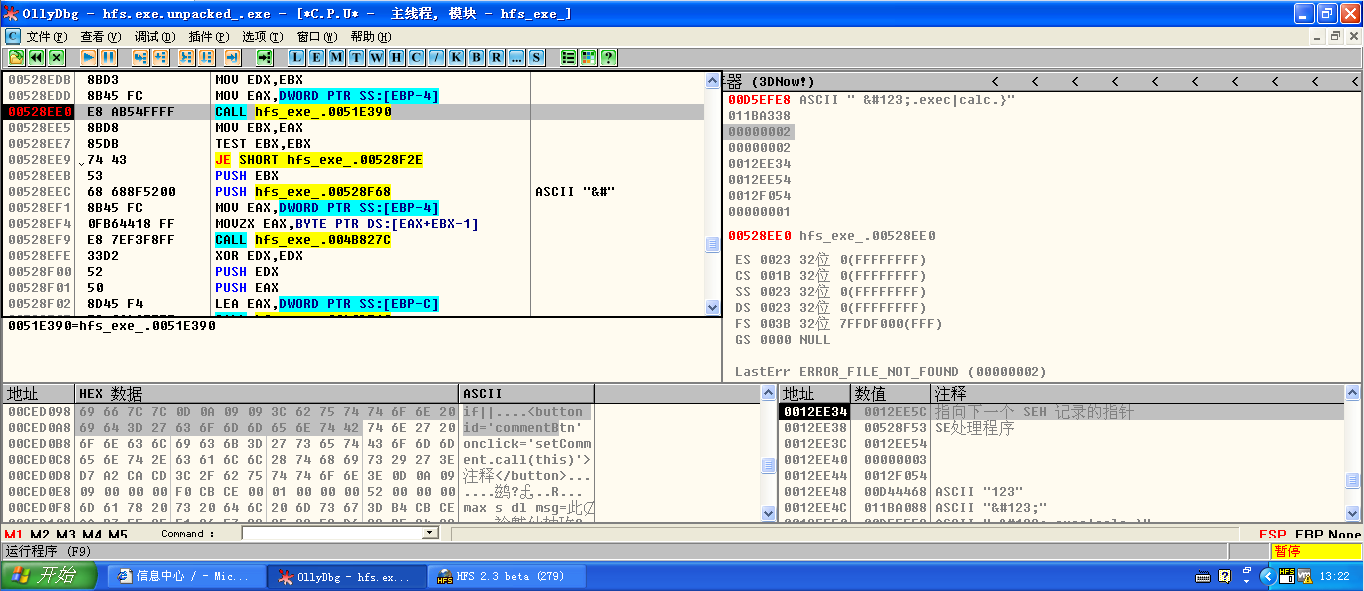 OllyDbg - hfs.exe.unpacked_.exe - [*C.P.U* - 主线程, 模块 - hfs_exe_]
C 文件(F) 查看(V) 调试(D) 插件(P) 选项(T) 窗口(W) 帮助(H)
L E M T W H C / K B R ... S
00528EDB 8BD3 MOV EDX,EBX
00528EDD 8B45 FC MOV EAX,DWORD PTR SS:[EBP-4]
00528EE0 E8 AB54FFFF CALL hfs_exe_.0051E390
00528EE5 8BD8 MOV EBX,EAX
00528EE7 85DB TEST EBX,EBX
00528EE9 74 43 JE SHORT hfs_exe_.00528F2E
00528EEB 53 PUSH EBX
00528EEC 68 688F5200 PUSH hfs_exe_.00528F68 ASCII "&#"
00528EF1 8B45 FC MOV EAX,DWORD PTR SS:[EBP-4]
00528EF4 0FB64418 FF MOVZX EAX,BYTE PTR DS:[EAX+EBX-1]
00528EF9 E8 7EF3F8FF CALL hfs_exe_.004B827C
00528EFE 33D2 XOR EDX,EDX
00528F00 52 PUSH EDX
00528F01 50 PUSH EAX
00528F02 8D45 F4 LEA EAX,DWORD PTR SS:[EBP-C]
0051E390=hfs_exe_.0051E390
器 (3DNow!) < < < < < < < < < <
00D5EFE8 ASCII " &#123;.exec|calc.}"
011BA338
00000002
00000002
0012EE34
0012EE54
0012F054
00000001
00528EE0 hfs_exe_.00528EE0
ES 0023 32位 0(FFFFFFFF)
CS 001B 32位 0(FFFFFFFF)
SS 0023 32位 0(FFFFFFFF)
DS 0023 32位 0(FFFFFFFF)
FS 003B 32位 7FFDF000(FFF)
GS 0000 NULL
LastErr ERROR_FILE_NOT_FOUND (00000002)
地址 HEX 数据 ASCII
00CED098 69 66 7C 7C 0D 0A 09 09 3C 62 75 74 74 6F 6E 20 if||....<button
00CED0A8 69 64 3D 27 63 6F 6D 6D 65 6E 74 42 74 6E 27 20 id='commentBtn'
00CED0B8 6F 6E 63 6C 69 63 6B 3D 27 73 65 74 43 6F 6D 6D onclick='setComm
00CED0C8 65 6E 74 2E 63 61 6C 6C 28 74 68 69 73 29 27 3E ent.call(this)'>
00CED0D8 D7 A2 CA CD 3C 2F 62 75 74 74 6F 6E 3E 0D 0A 09 注释</button>...
00CED0E8 09 00 00 00 F0 CB CE 00 01 00 00 00 52 00 00 00
00CED0F8 6D 61 78 20 73 20 64 6C 20 6D 73 67 3D B4 CB CE max s dl msg=此
地址 数值 注释
0012EE34 0012EE5C 指向下一个 SEH 记录的指针
0012EE38 00528F53 SE处理程序
0012EE3C 0012EE54
0012EE40 00000003
0012EE44 0012F054
0012EE48 00D44468 ASCII "123"
0012EE4C 011BA088 ASCII "&#123;"
M1 M2 M3 M4 M5 Command : ESP EBP None
运行程序 (F9) 暂停
开始 信息中心 / - Mic... OllyDbg - hfs.ex... HFS 2.3 beta (279) 13:22